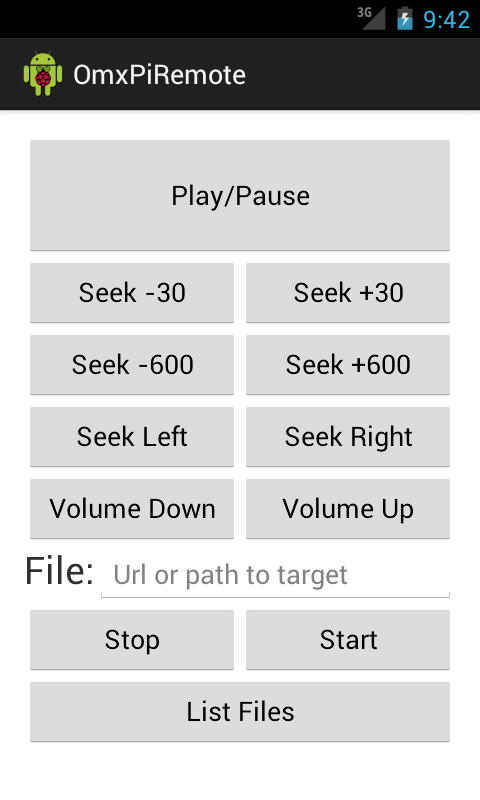 3G 9:42
OmxPiRemote
Play/Pause
Seek -30 Seek +30
Seek -600 Seek +600
Seek Left Seek Right
Volume Down Volume Up
File: Url or path to target
Stop Start
List Files